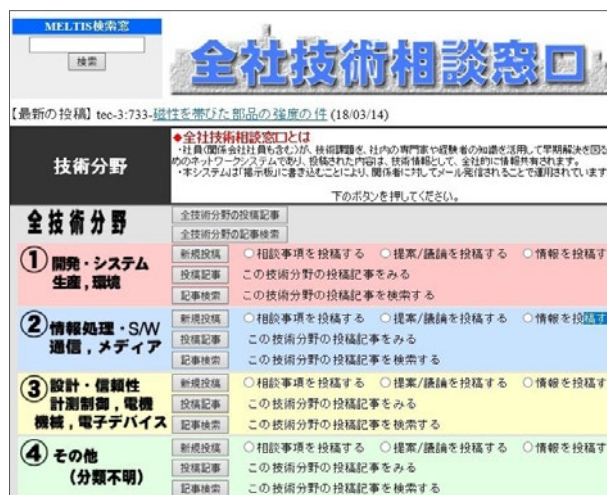 MELTIS検索窓
検索
全社技術相談窓口
【最新の投稿】 tec-3:733-磁性を帯びた部品の強度の件 (18/03/14)
技術分野
◆全社技術相談窓口とは
・社員(関係会社社員も含む)が、技術課題を、社内の専門家や経験者の知識を活用して早期解決を図る
めのネットワークシステムであり、投稿された内容は、技術情報として、全社的に情報共有されます。
・本システムは「掲示板」に書き込むことにより、関係者に対してメール発信されることで運用されています
下のボタンを押してください。
全技術分野
全技術分野の投稿記事
全技術分野の記事検索
①開発・システム
生産，環境
新規投稿 ○相談事項を投稿する ○提案/議論を投稿する ○情報を投稿す
投稿記事 この技術分野の投稿記事をみる
記事検索 この技術分野の投稿記事を検索する
②情報処理・S/W
通信，メディア
新規投稿 ○相談事項を投稿する ○提案/議論を投稿する ○情報を投稿す
投稿記事 この技術分野の投稿記事をみる
記事検索 この技術分野の投稿記事を検索する
③設計・信頼性
計測制御，電機
機械，電子デバイス
新規投稿 ○相談事項を投稿する ○提案/議論を投稿する ○情報を投稿す
投稿記事 この技術分野の投稿記事をみる
記事検索 この技術分野の投稿記事を検索する
④その他
（分類不明）
新規投稿 ○相談事項を投稿する ○提案/議論を投稿する ○情報を投稿す
投稿記事 この技術分野の投稿記事をみる
記事検索 この技術分野の投稿記事を検索する